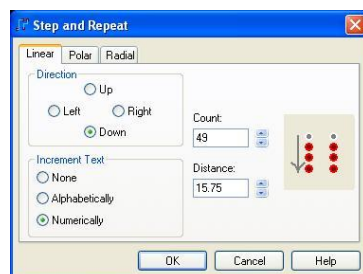 Step and Repeat
Linear Polar Radial
Direction
Up
Left Right
Down
Count:
49
Distance:
15.75
Increment Text
None
Alphabetically
Numerically
OK Cancel Help